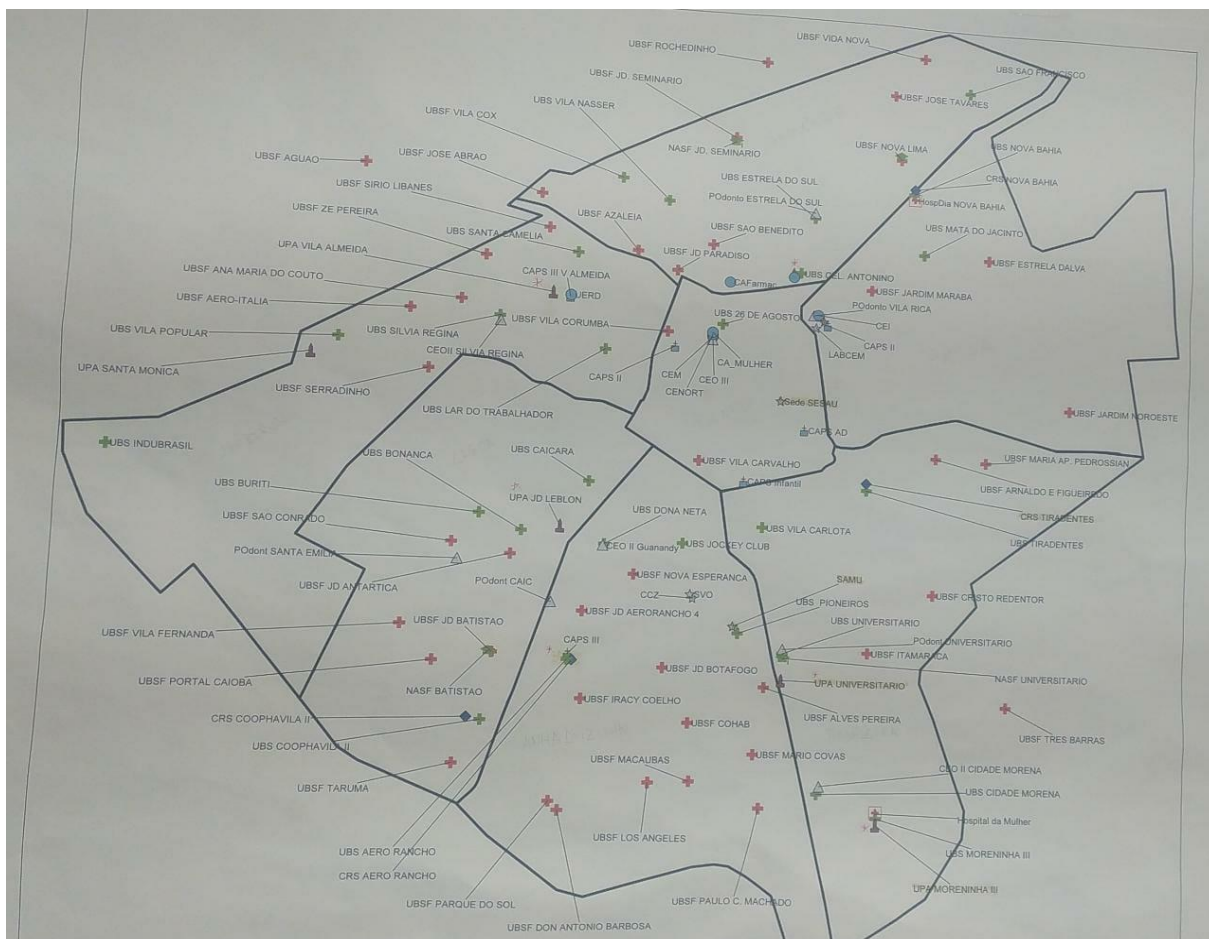 UBSF VIDA NOVA
UBSF ROCHEDINHO
UBS SAO FRANCISCO
UBSF JD. SEMINARIO
UBSF JOSE TAVARES
UBS VILA NASSER
UBSF VILA COX
NASF JD. SEMINARIO
UBSF NOVA LIMA
UBS NOVA BAHIA
UBSF AGUAO
UBSF JOSE ABRAO
UBS ESTRELA DO SUL
CRS NOVA BAHIA
UBSF SIRIO LIBANES
POdonto ESTRELA DO SUL
HospDia NOVA BAHIA
UBSF ZE PEREIRA
UBSF AZALEIA
UBS SANTA CAMELIA
UBSF SAO BENEDITO
UBS MATA DO JACINTO
UPA VILA ALMEIDA
UBSF JD PARADISO
UBSF ESTRELA DALVA
CAPS III V ALMEIDA
UBS CEL. ANTONINO
UBSF ANA MARIA DO COUTO
CAFarmac
UERD
UBSF JARDIM MARABA
UBSF AERO-ITALIA
POdonto VILA RICA
UBS 26 DE AGOSTO
UBSF VILA CORUMBA
CEI
UBS VILA POPULAR
UBS SILVIA REGINA
LABCEM
CAPS II
CEOII SILVIA REGINA
CA_MULHER
UPA SANTA MONICA
CAPS II
CEM
CEO III
UBSF SERRADINHO
CENORT
UBS LAR DO TRABALHADOR
Sede SESAU
UBSF JARDIM NOROESTE
CAPS AD
UBS INDUBRASIL
UBS BONANCA
UBS CAICARA
UBSF VILA CARVALHO
UBSF MARIA AP. PEDROSSIAN
UBS BURITI
CAPS Infantil
UBSF ARNALDO E FIGUEIREDO
UPA JD LEBLON
UBS DONA NETA
CRS TIRADENTES
UBSF SAO CONRADO
UBS VILA CARLOTA
UBS TIRADENTES
POdont SANTA EMILIA
CEO II Guanandy
UBS JOCKEY CLUB
UBSF JD ANTARTICA
UBSF NOVA ESPERANCA
SAMU
POdont CAIC
CCZ
SVO
UBSF CRISTO REDENTOR
UBS PIONEIROS
UBSF JD AERORANCHO 4
UBSF VILA FERNANDA
UBSF JD BATISTAO
UBS UNIVERSITARIO
CAPS III
POdont UNIVERSITARIO
UBSF ITAMARACA
UBSF PORTAL CAIOBA
UBSF JD BOTAFOGO
NASF UNIVERSITARIO
NASF BATISTAO
UPA UNIVERSITARIO
UBSF IRACY COELHO
CRS COOPHAVILA II
UBSF ALVES PEREIRA
UBSF COHAB
UBSF TRES BARRAS
UBS COOPHAVILA II
UBSF MARIO COVAS
UBSF MACAUBAS
CEO II CIDADE MORENA
UBSF TARUMA
UBS CIDADE MORENA
Hospital da Mulher
UBSF LOS ANGELES
UBS AERO RANCHO
UBS MORENINHA III
CRS AERO RANCHO
UPA MORENINHA III
UBSF PARQUE DO SOL
UBSF PAULO C. MACHADO
UBSF DON ANTONIO BARBOSA